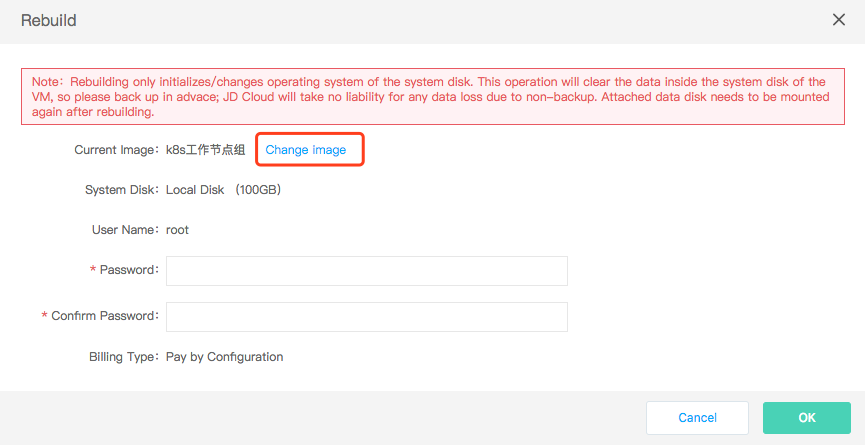 Rebuild
Note：Rebuilding only initializes/changes operating system of the system disk. This operation will clear the data inside the system disk of the
VM, so please back up in advace; JD Cloud will take no liability for any data loss due to non-backup. Attached data disk needs to be mounted
again after rebuilding.
Current Image：k8s工作节点组 Change image
System Disk：Local Disk （100GB）
User Name：root
* Password：
* Confirm Password：
Billing Type：Pay by Configuration
Cancel OK